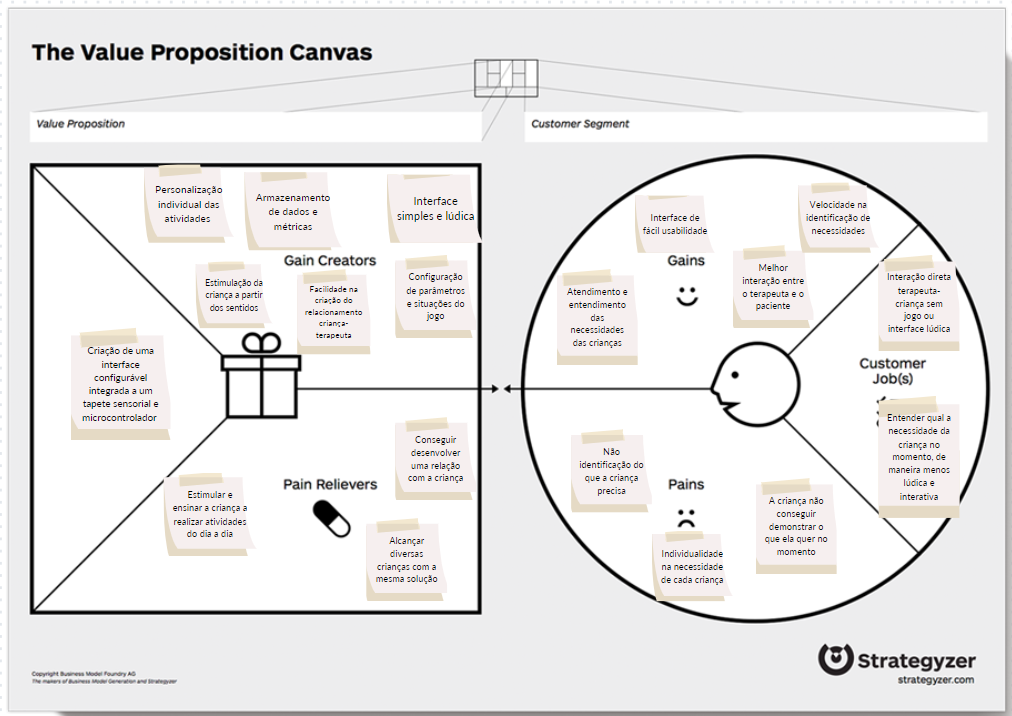 The Value Proposition Canvas
Value Proposition
Customer Segment
Personalização
individual das
atividades
Armazenamento
de dados e
métricas
Interface
simples e lúdica
Gain Creators
Estimulação da
criança a partir
dos sentidos
Facilidade na
criação do
relacionamento
criança-
terapeuta
Configuração
de parámetros
e situações do
jogo
Criação de uma
interface
configurável
integrada a um
tapete sensorial e
microcontrolador
Conseguir
desenvolver
uma relação
com a criança
Pain Relievers
Estimular e
ensinar a criança a
realizar atividades
do dia a dia
Alcançar
diversas
crianças com a
mesma solução
Interface de
fácil usabilidade
Velocidade na
identificação de
necessidades
Gains
Melhor
interação entre
o terapeuta e o
paciente
Interação direta
terapeuta-
criança sem
jogo ou
interface lúdica
Atendimento e
entendimento
das
necessidades
das crianças
Customer
Job(s)
Entender qual a
necessidade da
criança no
momento, de
maneira menos
lúdica e
interativa
Não
identificação do
que a criança
precisa
Pains
A criança não
conseguir
demonstrar o
que ela quer no
momento
Individualidade
na necessidade
de cada criança
Copyright Business Model Foundry AG
The makers of Business Model Generation and Strategyzer
Strategyzer
strategyzer.com